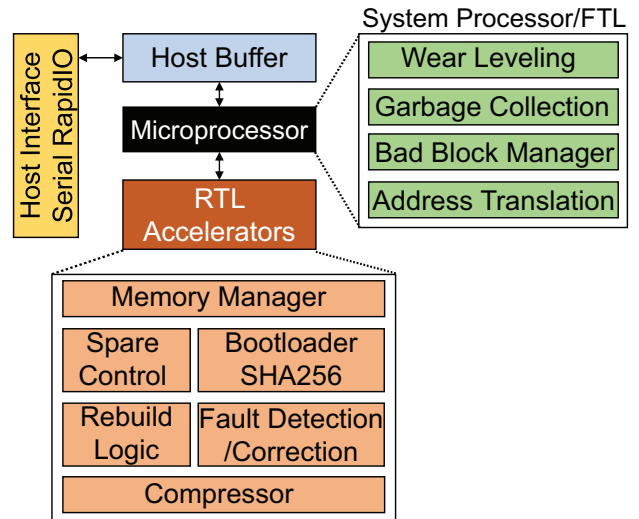 System Processor/FTL
Host Interface
Serial RapidIO
Host Buffer
Microprocessor
RTL
Accelerators
Wear Leveling
Garbage Collection
Bad Block Manager
Address Translation
Memory Manager
Spare
Control
Bootloader
SHA256
Rebuild
Logic
Fault Detection
/Correction
Compressor